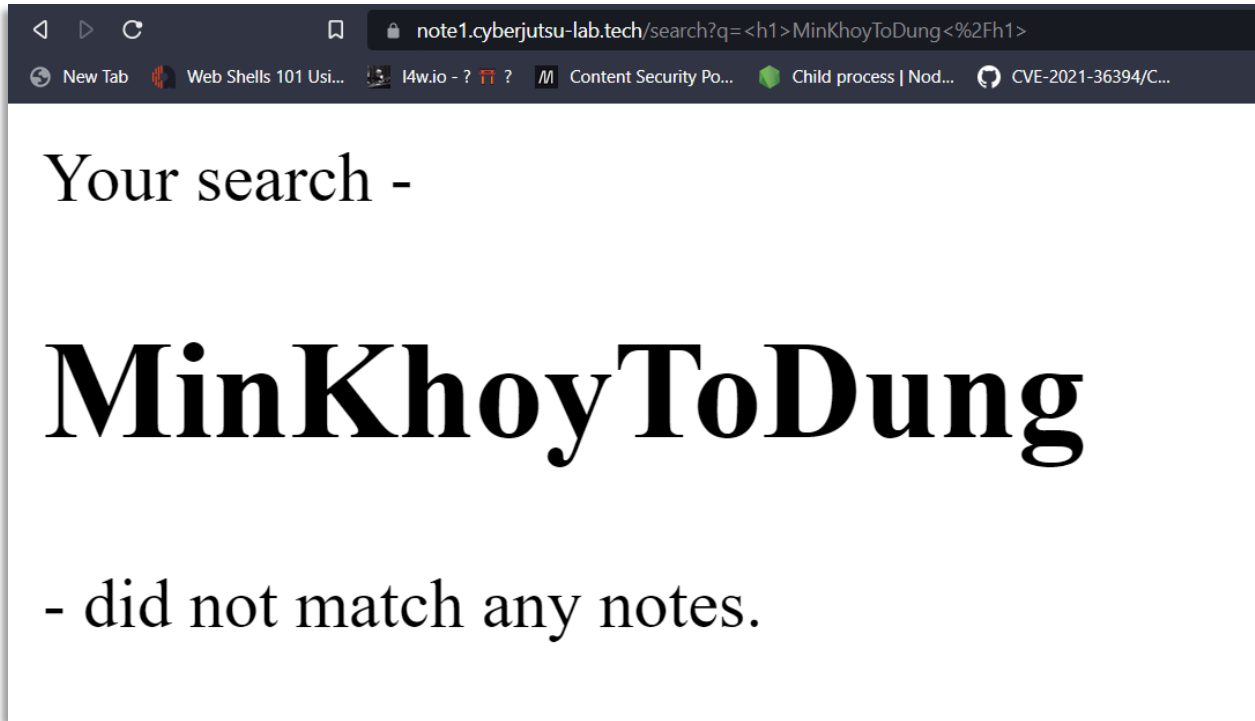 note1.cyberjutsu-lab.tech/search?q=<h1>MinKhoyToDung<%2Fh1>
New Tab Web Shells 101 Usi... l4w.io - ? ⛩ ? Content Security Po... Child process | Nod... CVE-2021-36394/C...
Your search -
MinKhoyToDung
- did not match any notes.